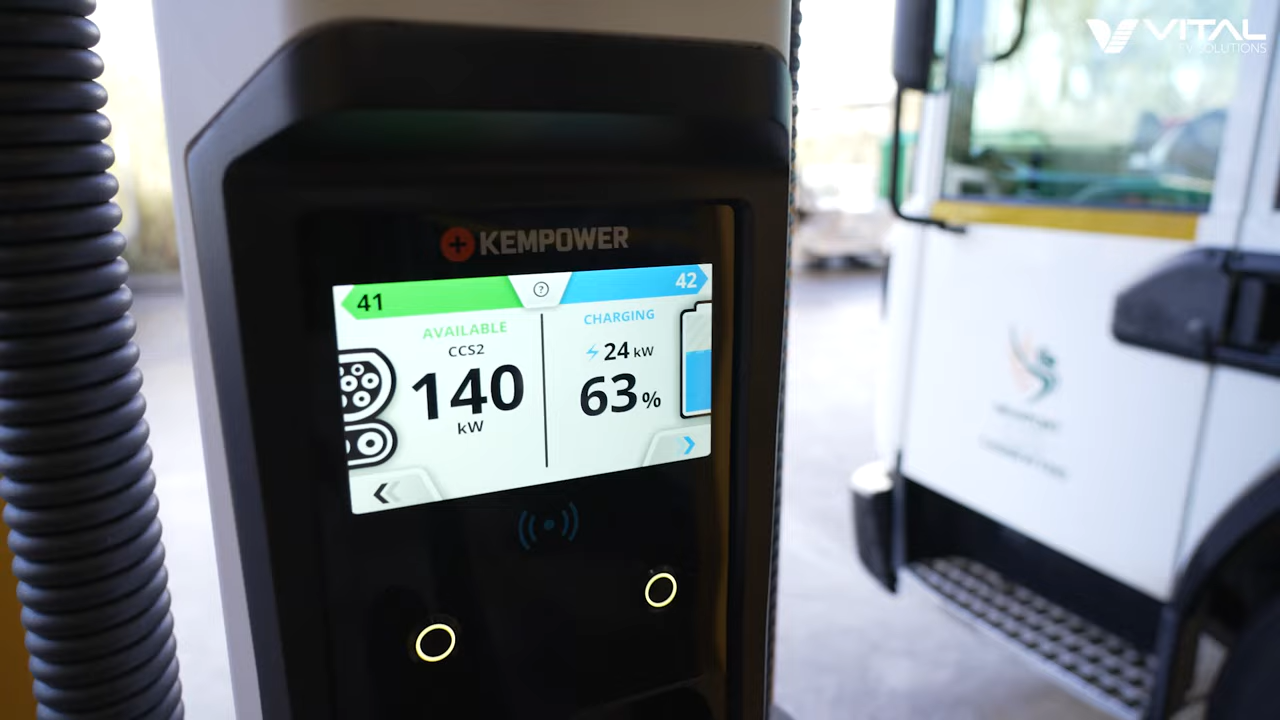 VITAL
EV SOLUTIONS
KEMPOWER
41
?
42
AVAILABLE
CCS2
140
kW
CHARGING
24 kW
63 %